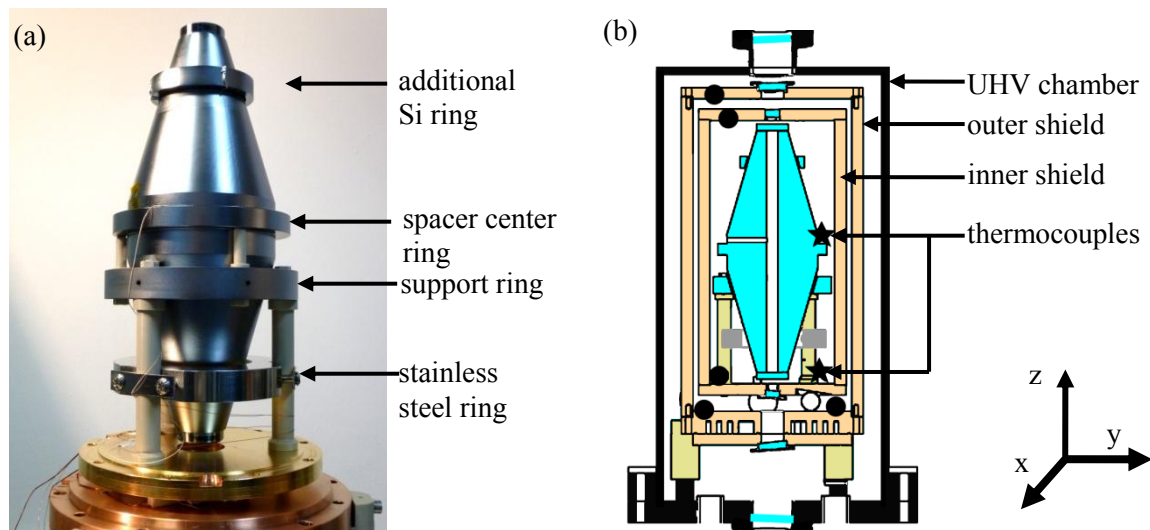 (a)
additional
Si ring
spacer center
ring
support ring
stainless
steel ring
(b)
UHV chamber
outer shield
inner shield
thermocouples
z
y
x